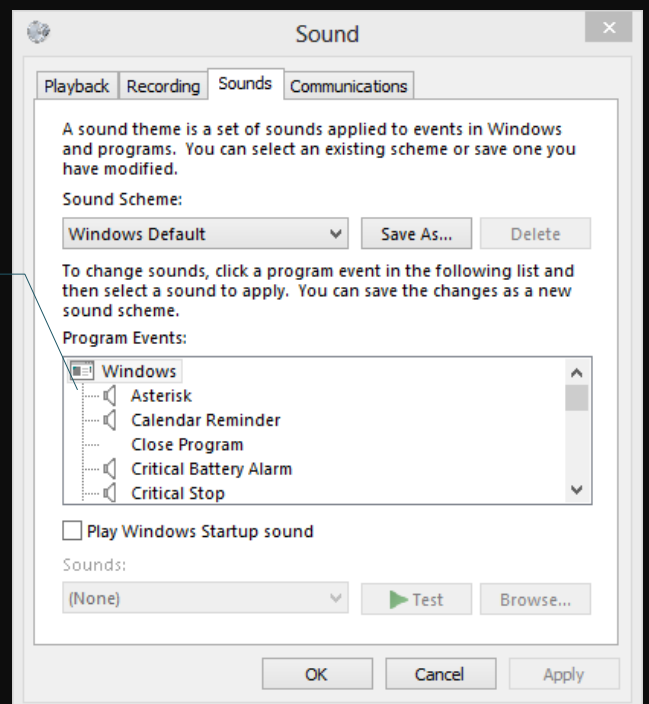 Sound
Playback Recording Sounds Communications
A sound theme is a set of sounds applied to events in Windows
and programs. You can select an existing scheme or save one you
have modified.
Sound Scheme:
Windows Default Save As... Delete
To change sounds, click a program event in the following list and
then select a sound to apply. You can save the changes as a new
sound scheme.
Program Events:
Windows
Asterisk
Calendar Reminder
Close Program
Critical Battery Alarm
Critical Stop
Play Windows Startup sound
Sounds:
(None) Test Browse...
OK Cancel Apply